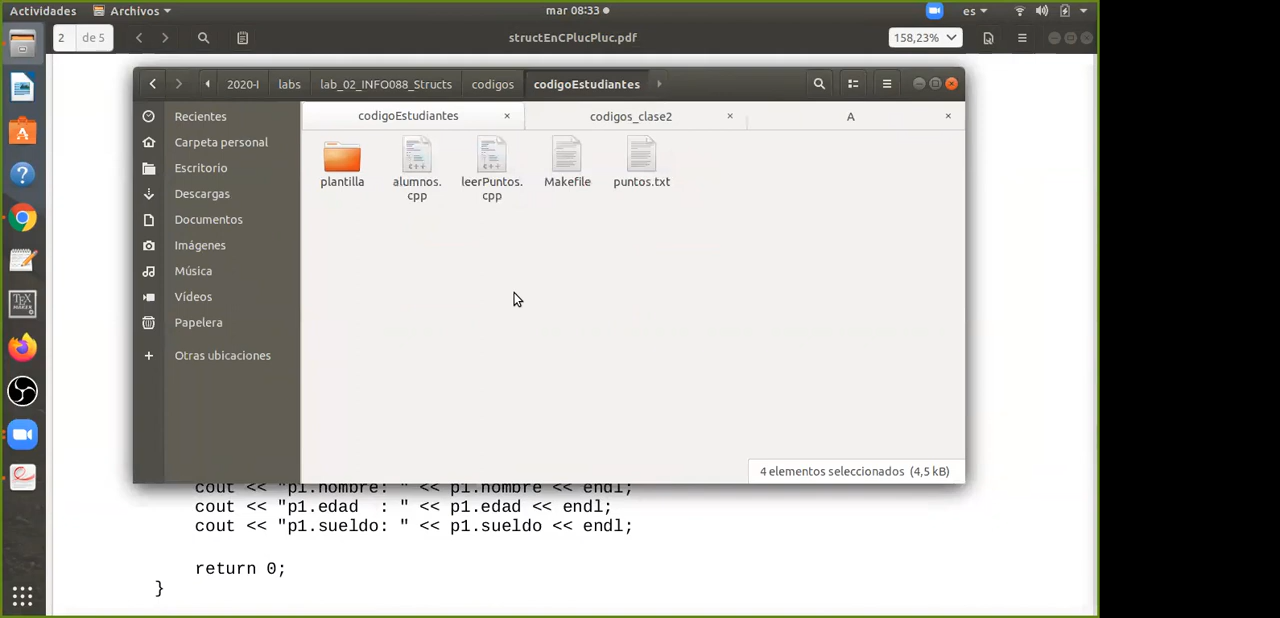 Actividades Archivos mar 08:33 es
2 de 5 structEnCPlucPluc.pdf 158,23%
2020-I labs lab_02_INFO088_Structs codigos codigoEstudiantes
codigoEstudiantes codigos_clase2 A
Recientes
Carpeta personal
Escritorio
Descargas
Documentos
Imágenes
Música
Vídeos
Papelera
Otras ubicaciones
plantilla alumnos.cpp leerPuntos.cpp Makefile puntos.txt
4 elementos seleccionados (4,5 kB)
cout << "p1.nombre: " << p1.nombre << endl;
cout << "p1.edad  : " << p1.edad << endl;
cout << "p1.sueldo: " << p1.sueldo << endl;
return 0;
}
TEX
MAKER